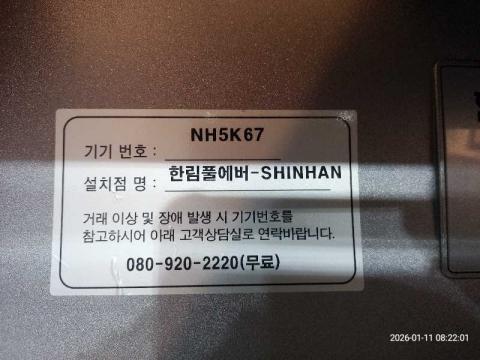 NH5K67
기기 번호 :
설치점 명 : 한림풀에버-SHINHAN
거래 이상 및 장애 발생 시 기기번호를
참고하시어 아래 고객상담실로 연락바랍니다.
080-920-2220(무료)
2026-01-11 08:22:01